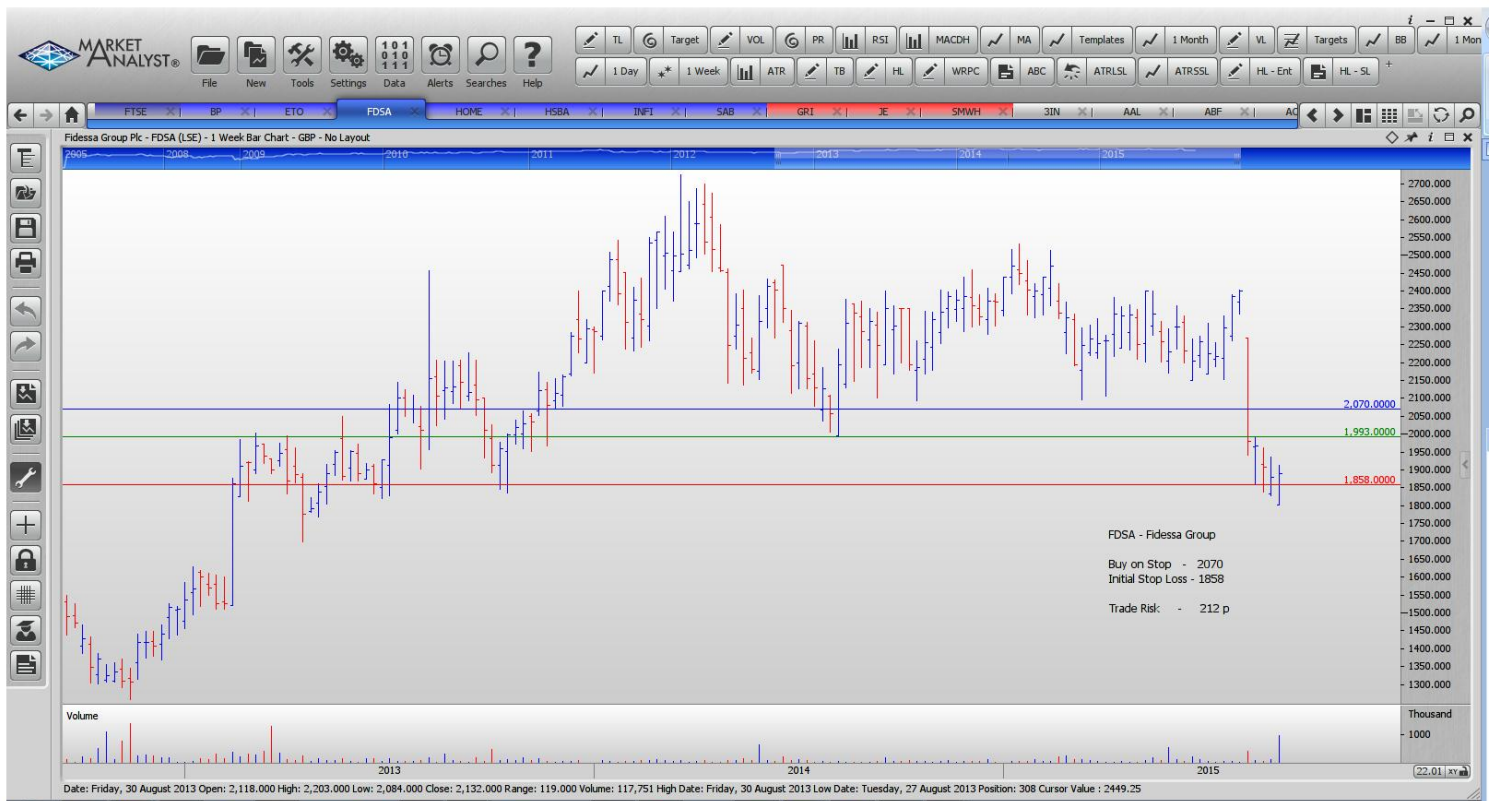 MARKET
ANALYST®
File New Tools Settings Data Alerts Searches Help
TL Target VOL PR RSI MACDH MA Templates 1 Month VL Targets BB 1 Mon
1 Day 1 Week ATR TB HL WRPC ABC ATRLSL ATRSSL HL - Ent HL - SL
FTSE BP ETO FDSA HOME HSBA INFI SAB GRI JE SMWH 3IN AAL ABF
Fidessa Group Plc - FDSA (LSE) - 1 Week Bar Chart - GBP - No Layout
2005 2008 2009 2010 2011 2012 2013 2014 2015
2700.000
2650.000
2600.000
2550.000
2500.000
2450.000
2400.000
2350.000
2300.000
2250.000
2200.000
2150.000
2100.000
2,070.0000
2050.000
1,993.0000
2000.000
1950.000
1900.000
1,858.0000
1850.000
1800.000
1750.000
1700.000
1650.000
1600.000
1550.000
1500.000
1450.000
1400.000
1350.000
1300.000
FDSA - Fidessa Group
Buy on Stop - 2070
Initial Stop Loss - 1858
Trade Risk - 212 p
Volume
Thousand
1000
2013 2014 2015
22.01 XY
Date: Friday, 30 August 2013 Open: 2,118.000 High: 2,203.000 Low: 2,084.000 Close: 2,132.000 Range: 119.000 Volume: 117,751 High Date: Friday, 30 August 2013 Low Date: Tuesday, 27 August 2013 Position: 308 Cursor Value : 2449.25